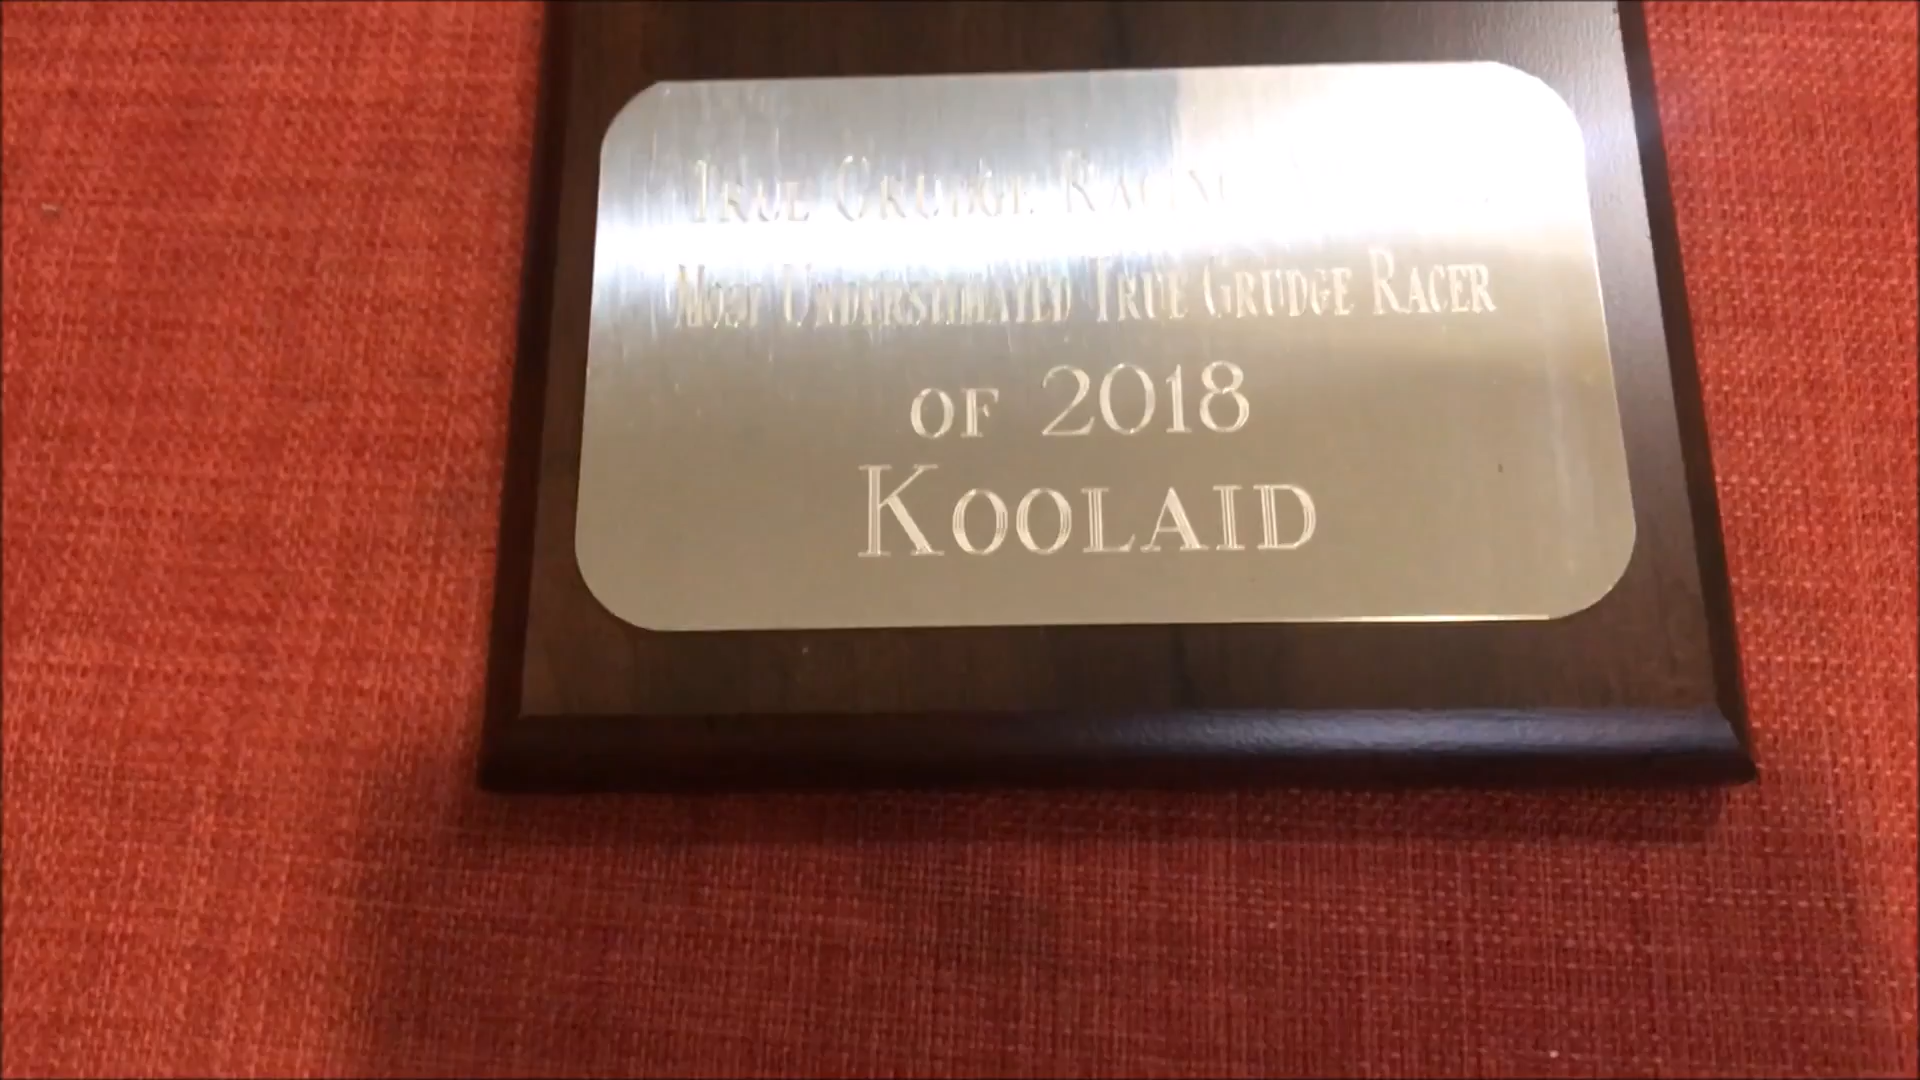 True Grudge Racing
Most Underestimated True Grudge Racer
of 2018
Koolaid